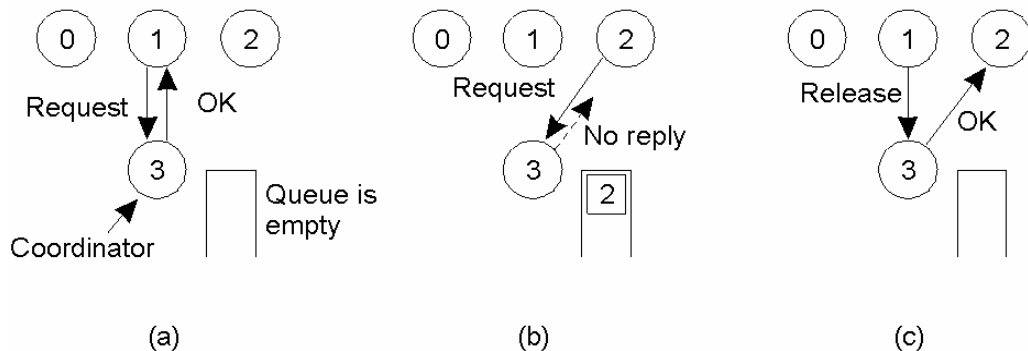 0 1 2
Request OK
3
Queue is
empty
Coordinator
(a)
0 1 2
Request
No reply
3
2
(b)
0 1 2
Release
OK
3
(c)